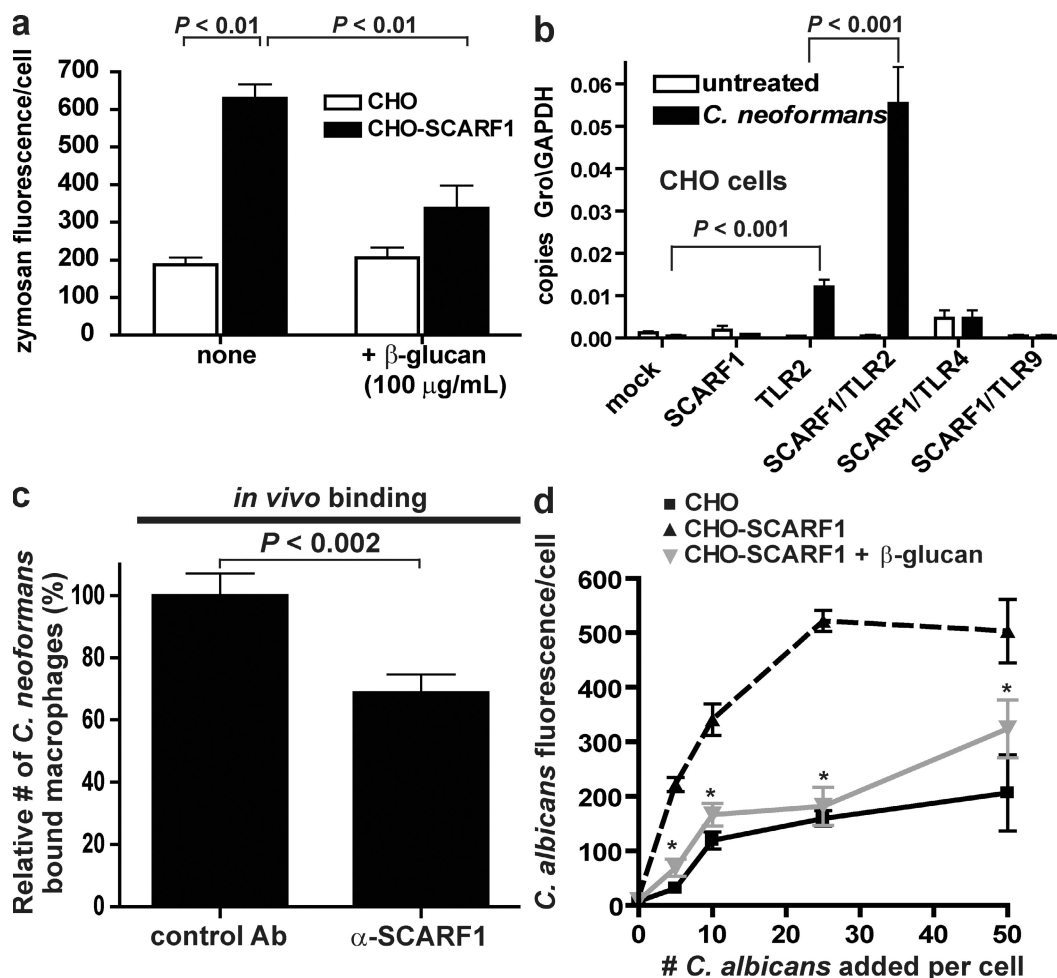 a
P < 0.01
P < 0.01
zymosan fluorescence/cell
700
600
500
400
300
200
100
0
CHO
CHO-SCARF1
none
+ β-glucan
(100 μg/mL)
b
P < 0.001
copies Gro\GAPDH
0.06
0.05
0.04
0.03
0.02
0.01
0.00
untreated
C. neoformans
CHO cells
P < 0.001
mock
SCARF1
TLR2
SCARF1/TLR2
SCARF1/TLR4
SCARF1/TLR9
c
in vivo binding
P < 0.002
Relative # of C. neoformans
bound macrophages (%)
100
80
60
40
20
0
control Ab
α-SCARF1
d
CHO
CHO-SCARF1
CHO-SCARF1 + β-glucan
C. albicans fluorescence/cell
600
500
400
300
200
100
0
*
*
*
*
0
10
20
30
40
50
# C. albicans added per cell